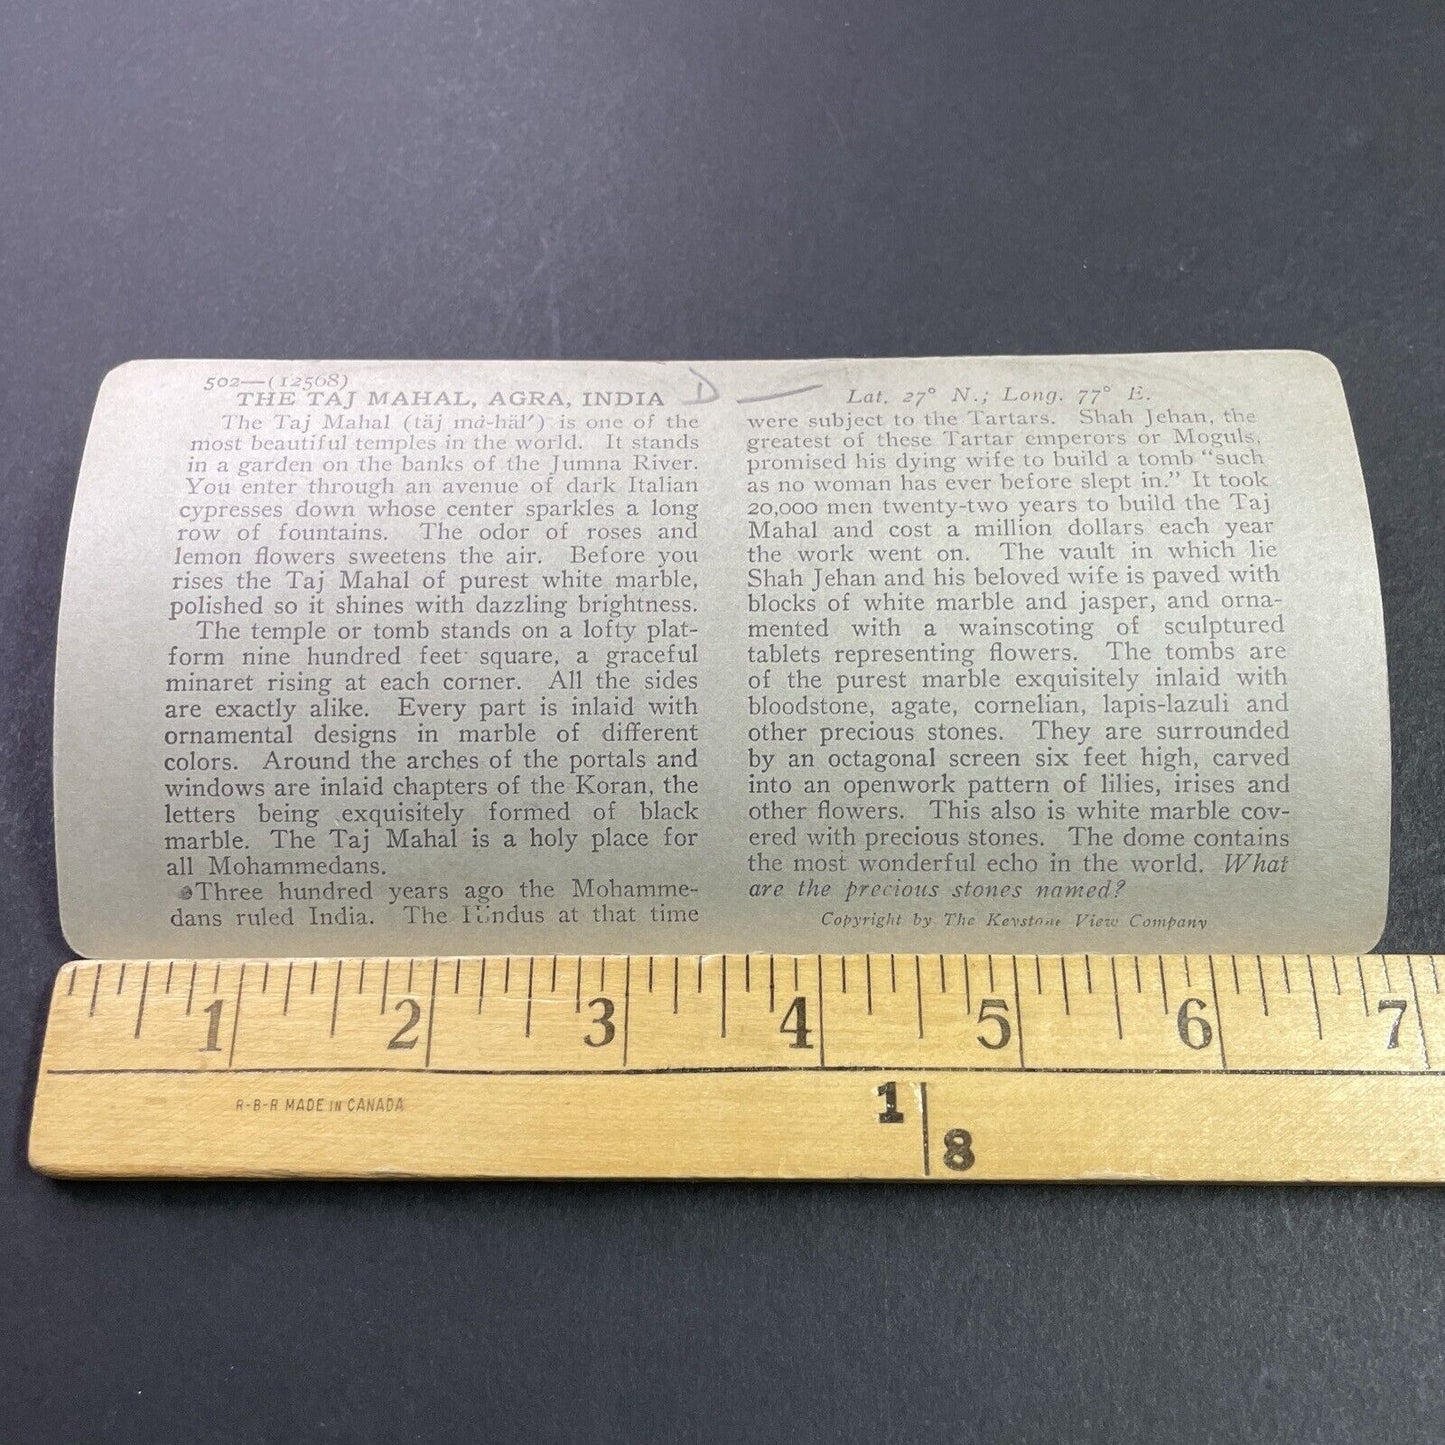 502—(12568)
THE TAJ MAHAL, AGRA, INDIA
D —
The Taj Mahal (täj má-häl′) is one of the
most beautiful temples in the world. It stands
in a garden on the banks of the Jumna River.
You enter through an avenue of dark Italian
cypresses down whose center sparkles a long
row of fountains. The odor of roses and
lemon flowers sweetens the air. Before you
rises the Taj Mahal of purest white marble,
polished so it shines with dazzling brightness.
The temple or tomb stands on a lofty plat-
form nine hundred feet square, a graceful
minaret rising at each corner. All the sides
are exactly alike. Every part is inlaid with
ornamental designs in marble of different
colors. Around the arches of the portals and
windows are inlaid chapters of the Koran, the
letters being exquisitely formed of black
marble. The Taj Mahal is a holy place for
all Mohammedans.
Three hundred years ago the Mohamme-
dans ruled India. The Hindus at that time
Lat. 27° N.; Long. 77° E.
were subject to the Tartars. Shah Jehan, the
greatest of these Tartar emperors or Moguls,
promised his dying wife to build a tomb “such
as no woman has ever before slept in.” It took
20,000 men twenty-two years to build the Taj
Mahal and cost a million dollars each year
the work went on. The vault in which lie
Shah Jehan and his beloved wife is paved with
blocks of white marble and jasper, and orna-
mented with a wainscoting of sculptured
tablets representing flowers. The tombs are
of the purest marble exquisitely inlaid with
bloodstone, agate, cornelian, lapis-lazuli and
other precious stones. They are surrounded
by an octagonal screen six feet high, carved
into an openwork pattern of lilies, irises and
other flowers. This also is white marble cov-
ered with precious stones. The dome contains
the most wonderful echo in the world. What
are the precious stones named?
Copyright by The Keystone View Company
1 2 3 4 5 6 7
R-B-R MADE IN CANADA
1
8